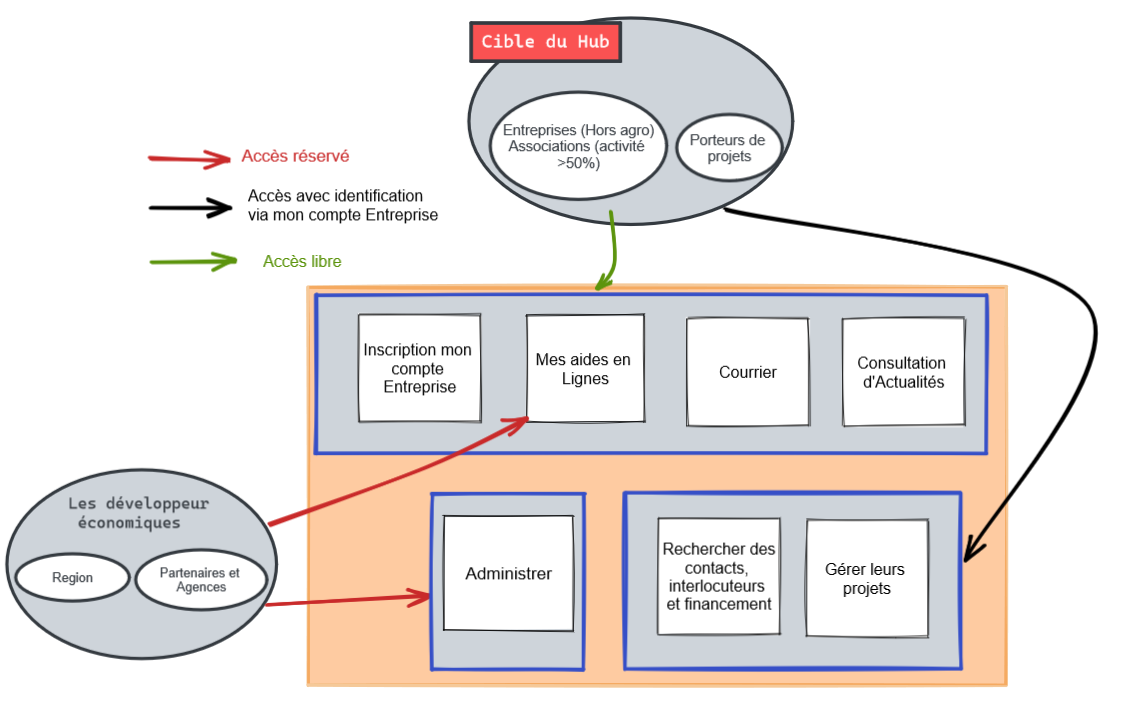 Cible du Hub
Entreprises (Hors agro)
Associations (activité
>50%)
Porteurs de
projets
Accès réservé
Accès avec identification
via mon compte Entreprise
Accès libre
Inscription mon
compte
Entreprise
Mes aides en
Lignes
Courrier
Consultation
d'Actualités
Les développeur
économiques
Region
Partenaires et
Agences
Administrer
Rechercher des
contacts,
interlocuteurs
et financement
Gérer leurs
projets